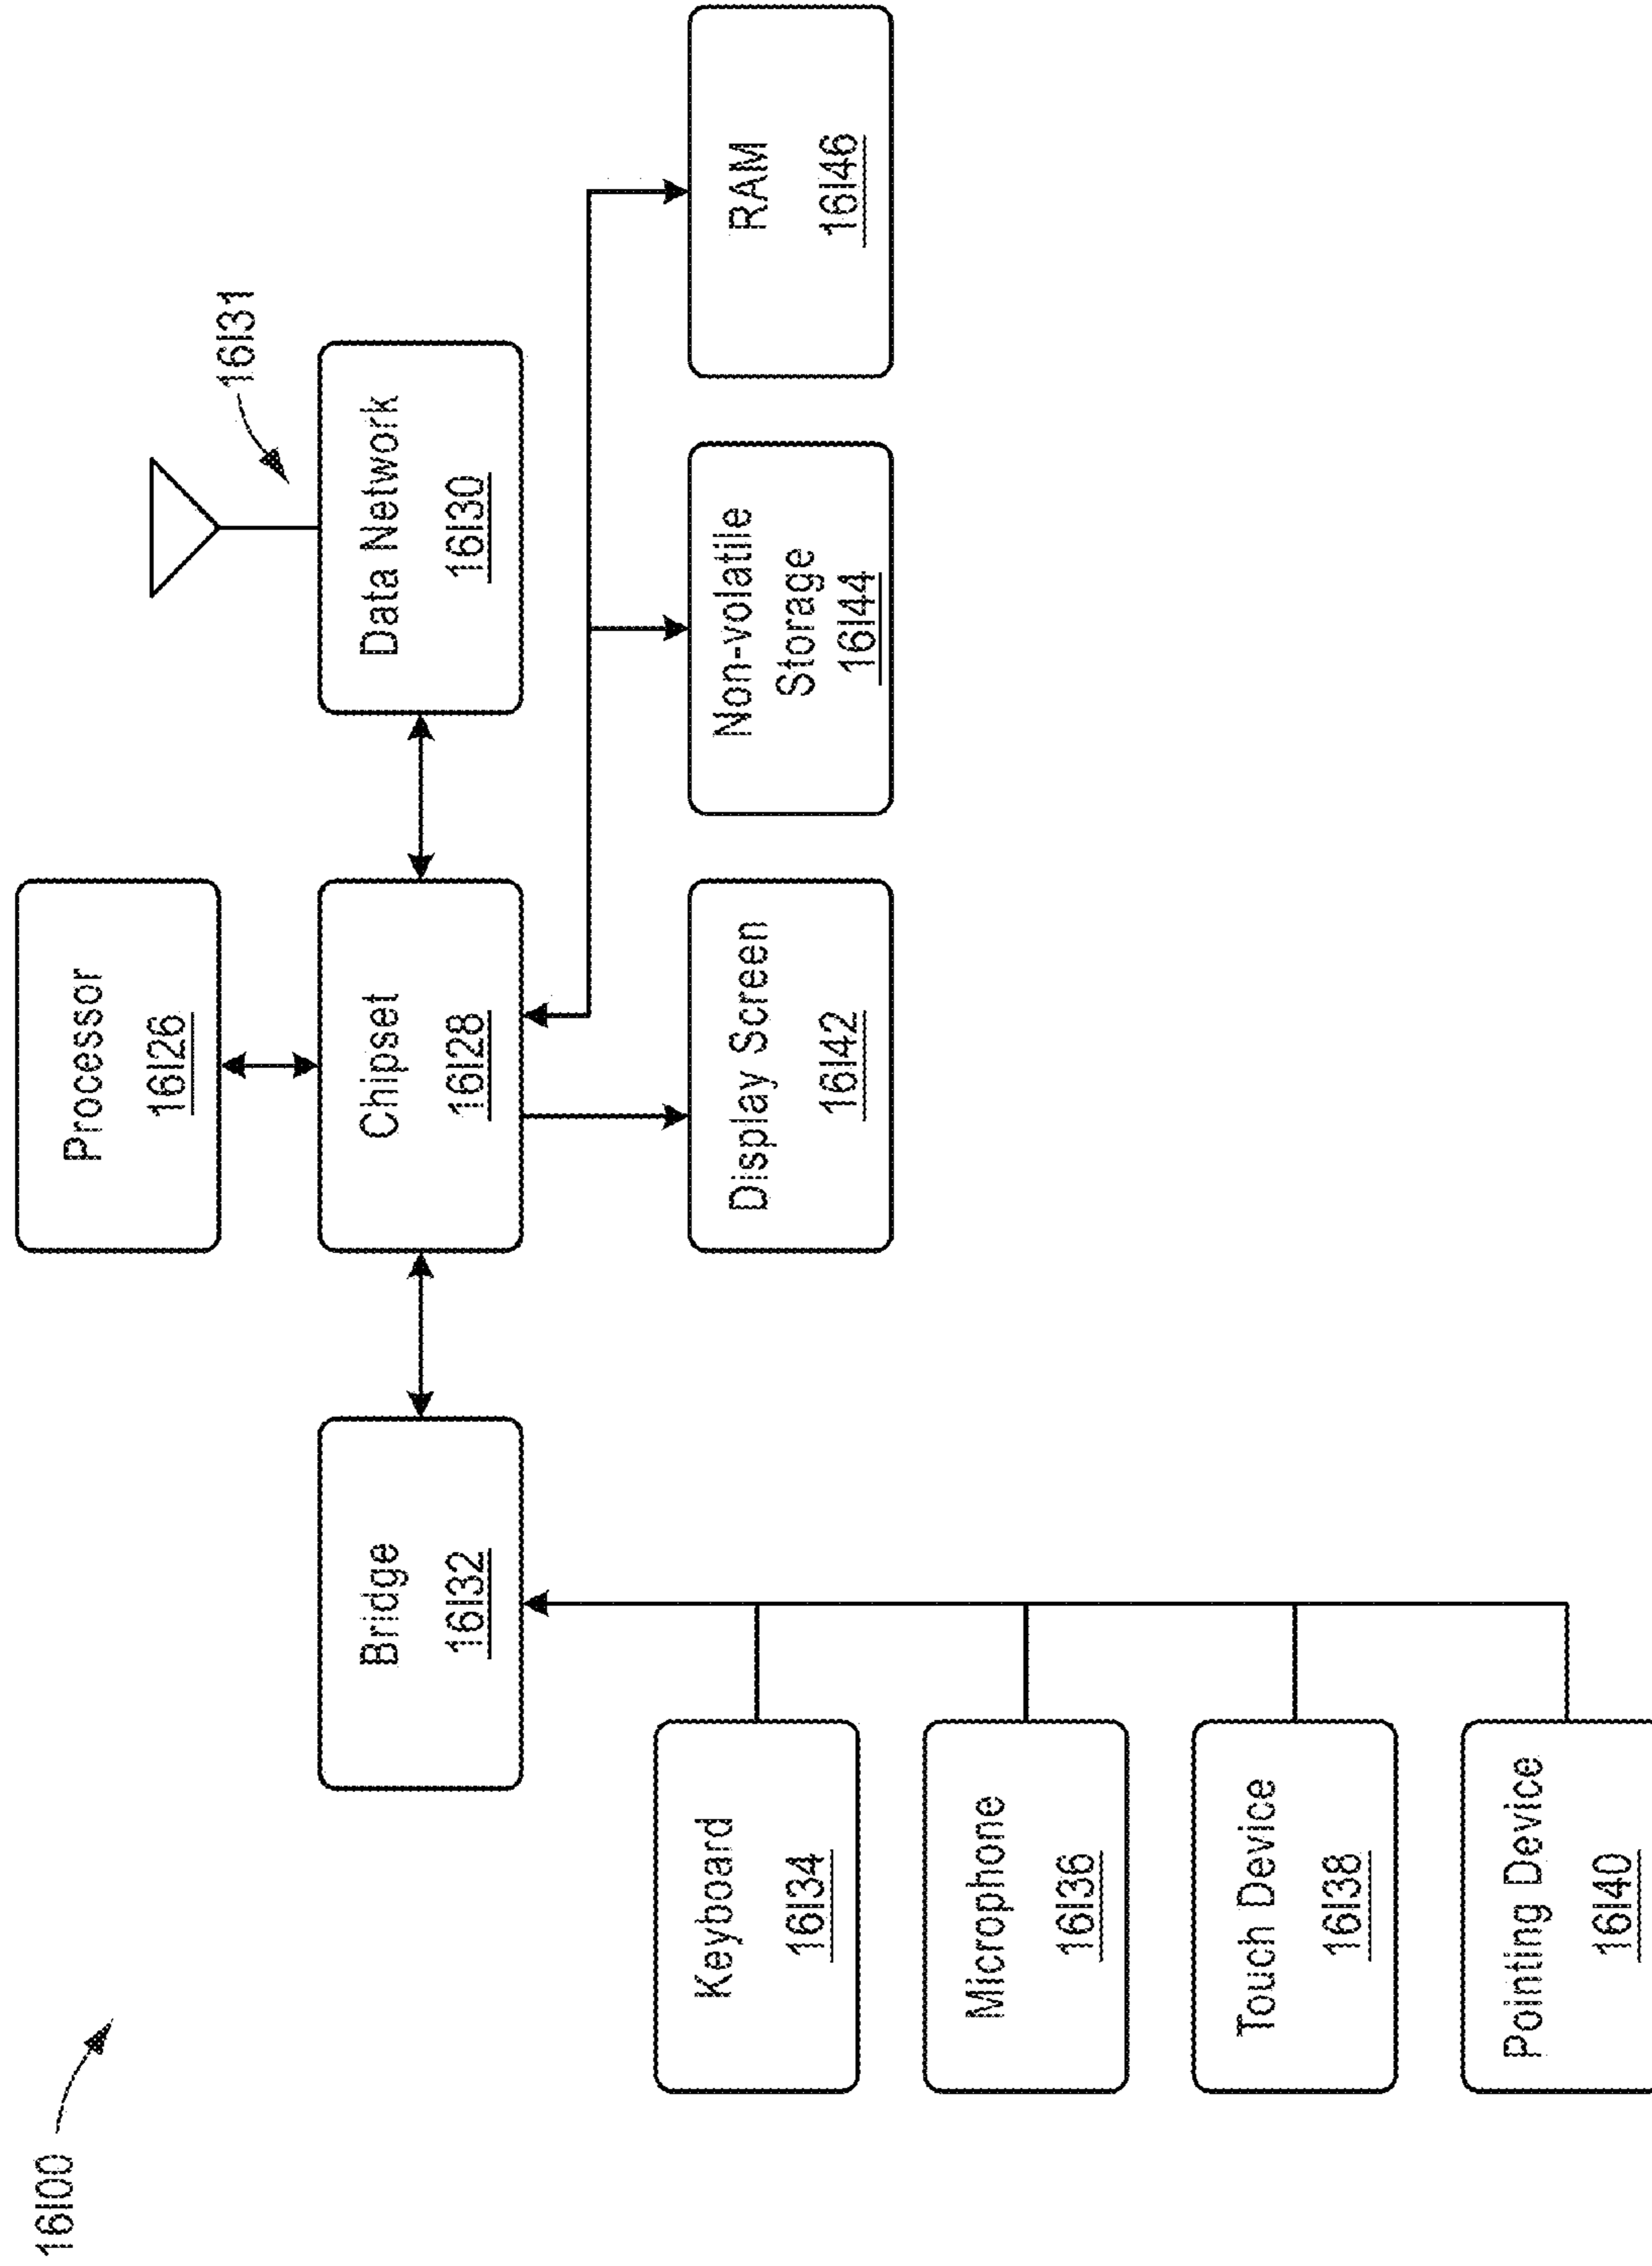 16I00
Processor
16I26
16I31
Bridge
16I32
Chipset
16I28
Data Network
16I30
Keyboard
16I34
Display Screen
16I42
Non-volatile
Storage
16I44
RAM
16I46
Microphone
16I36
Touch Device
16I38
Pointing Device
16I40